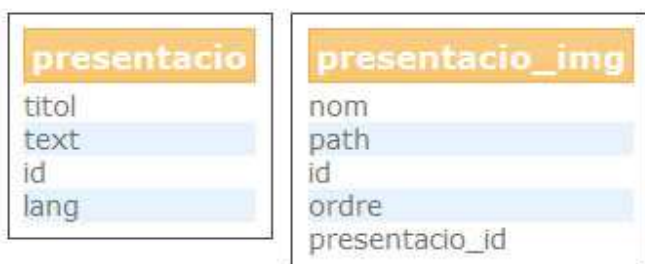 presentacio
titol
text
id
lang
presentacio_img
nom
path
id
ordre
presentacio_id